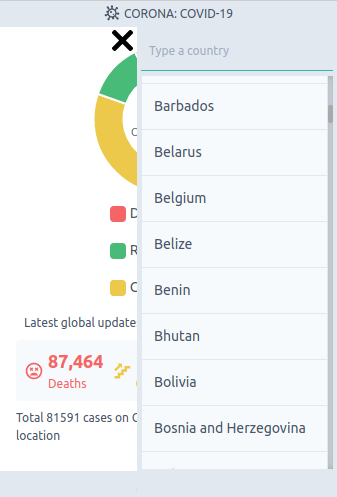 CORONA: COVID-19
Type a country
Barbados
Belarus
Belgium
Belize
Benin
Bhutan
Bolivia
Bosnia and Herzegovina
C
D
R
C
Latest global update
87,464
Deaths
Total 81591 cases on C
location